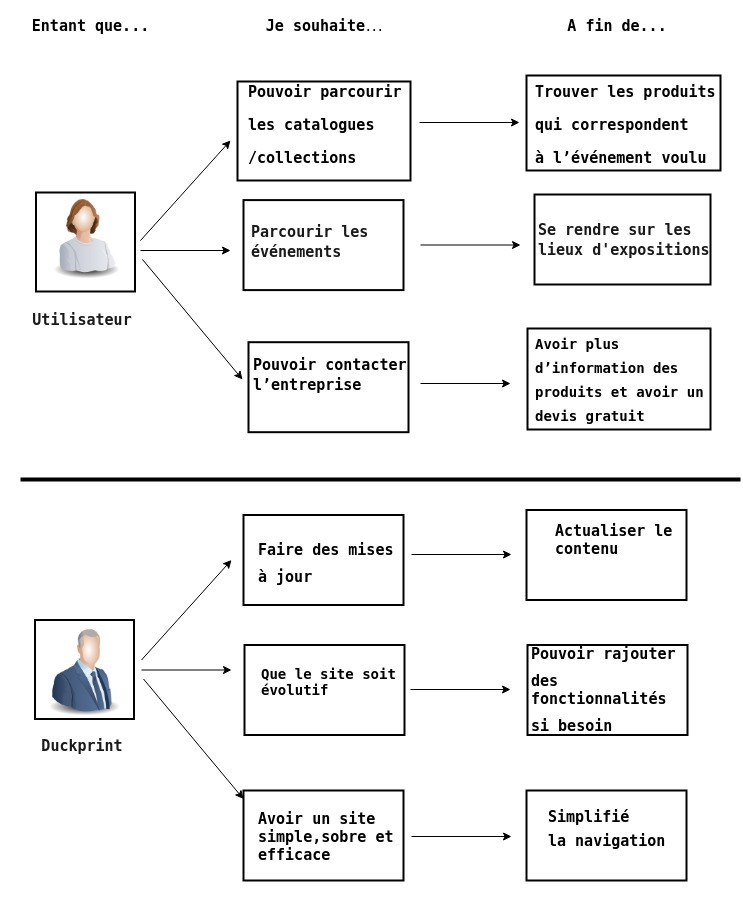 Entant que...
Je souhaite...
A fin de...
Pouvoir parcourir
les catalogues
/collections
Trouver les produits
qui correspondent
à l’événement voulu
Parcourir les
événements
Se rendre sur les
lieux d'expositions
Utilisateur
Pouvoir contacter
l’entreprise
Avoir plus
d’information des
produits et avoir un
devis gratuit
Faire des mises
à jour
Actualiser le
contenu
Que le site soit
évolutif
Pouvoir rajouter
des
fonctionnalités
si besoin
Duckprint
Avoir un site
simple,sobre et
efficace
Simplifié
la navigation